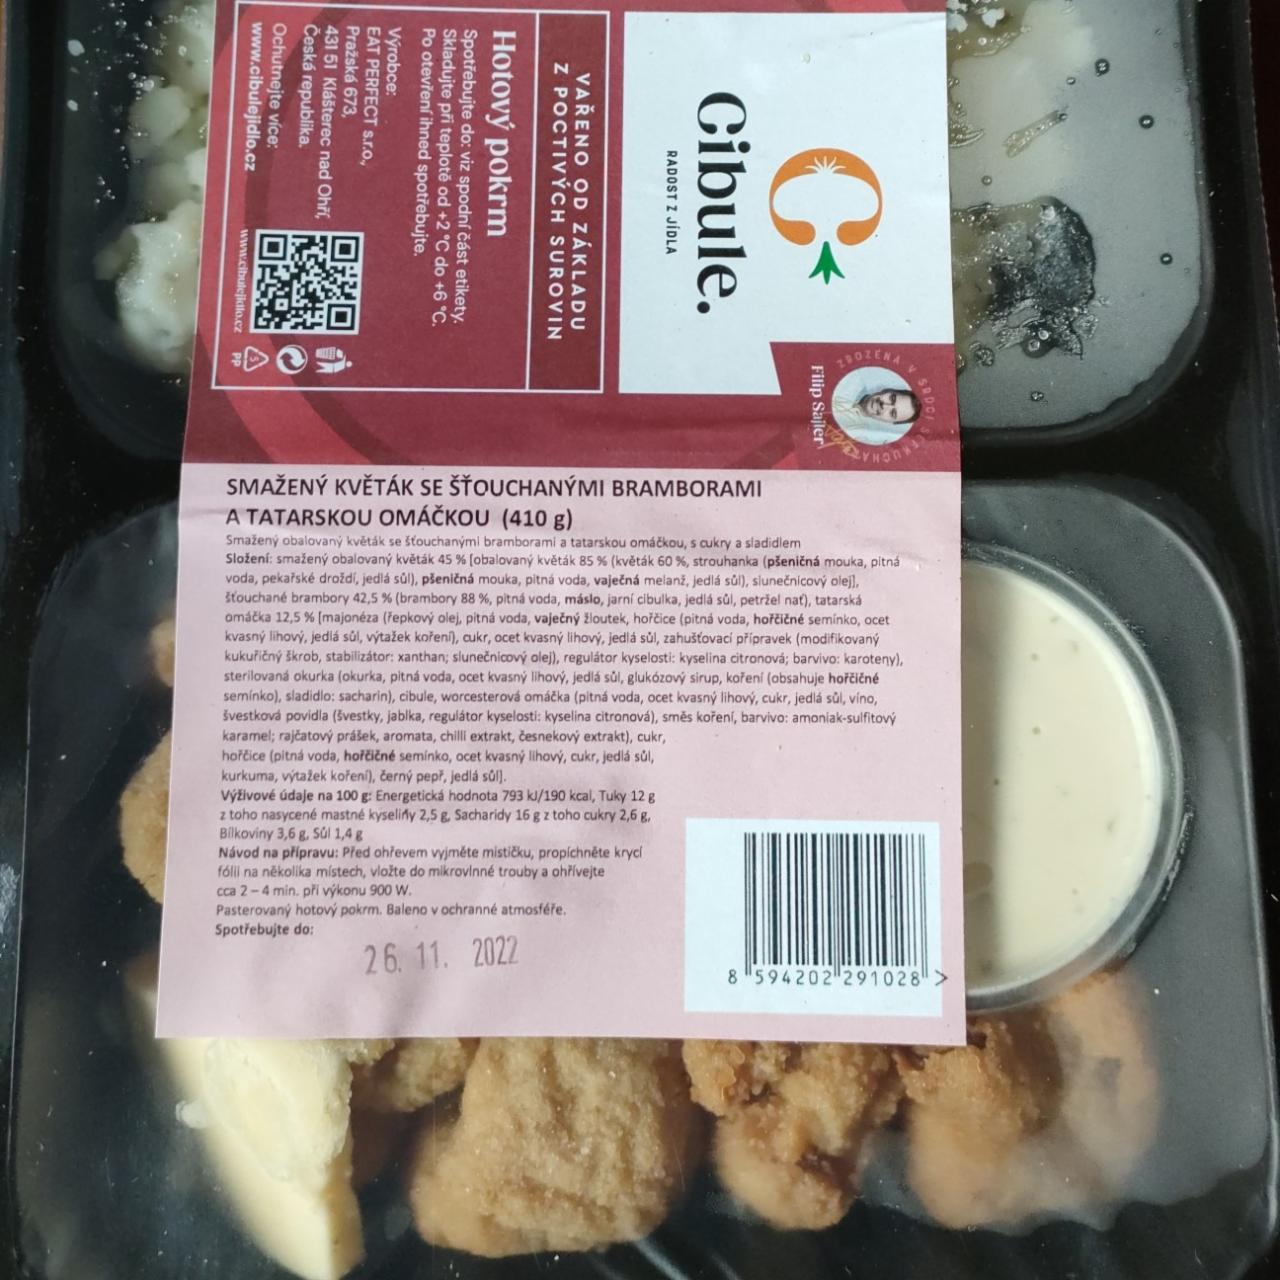 Cibule.
RADOST Z JÍDLA
ZROZENA V SRDCI ŠÉFKUCHAŘE
Filip Sajler
VAŘENO OD ZÁKLADU
Z POCTIVÝCH SUROVIN
Hotový pokrm
Spotřebujte do: viz spodní část etikety.
Skladujte při teplotě od +2 °C do +6 °C.
Po otevření ihned spotřebujte.
Výrobce:
EAT PERFECT s.r.o,
Pražská 673,
431 51 Klášterec nad Ohří,
Česká republika.
Ochutnejte více:
www.cibulejidlo.cz
www.cibulejidlo.cz
5
PP
SMAŽENÝ KVĚTÁK SE ŠŤOUCHANÝMI BRAMBORAMI
A TATARSKOU OMÁČKOU (410 g)
Smažený obalovaný květák se šťouchanými bramborami a tatarskou omáčkou, s cukry a sladidlem
Složení: smažený obalovaný květák 45 % [obalovaný květák 85 % (květák 60 %, strouhanka (pšeničná mouka, pitná
voda, pekařské droždí, jedlá sůl), pšeničná mouka, pitná voda, vaječná melanž, jedlá sůl), slunečnicový olej],
šťouchané brambory 42,5 % (brambory 88 %, pitná voda, máslo, jarní cibulka, jedlá sůl, petržel nať), tatarská
omáčka 12,5 % [majonéza (řepkový olej, pitná voda, vaječný žloutek, hořčice (pitná voda, hořčičné semínko, ocet
kvasný lihový, jedlá sůl, výtažek koření), cukr, ocet kvasný lihový, jedlá sůl, zahušťovací přípravek (modifikovaný
kukuřičný škrob, stabilizátor: xanthan; slunečnicový olej), regulátor kyselosti: kyselina citronová; barvivo: karoteny),
sterilovaná okurka (okurka, pitná voda, ocet kvasný lihový, jedlá sůl, glukózový sirup, koření (obsahuje hořčičné
semínko), sladidlo: sacharin), cibule, worcesterová omáčka (pitná voda, ocet kvasný lihový, cukr, jedlá sůl, víno,
švestková povidla (švestky, jablka, regulátor kyselosti: kyselina citronová), směs koření, barvivo: amoniak-sulfitový
karamel; rajčatový prášek, aromata, chilli extrakt, česnekový extrakt), cukr,
hořčice (pitná voda, hořčičné semínko, ocet kvasný lihový, cukr, jedlá sůl,
kurkuma, výtažek koření), černý pepř, jedlá sůl].
Výživové údaje na 100 g: Energetická hodnota 793 kJ/190 kcal, Tuky 12 g
z toho nasycené mastné kyseliny 2,5 g, Sacharidy 16 g z toho cukry 2,6 g,
Bílkoviny 3,6 g, Sůl 1,4 g
Návod na přípravu: Před ohřevem vyjměte mističku, propíchněte krycí
fólii na několika místech, vložte do mikrovlnné trouby a ohřívejte
cca 2 – 4 min. při výkonu 900 W.
Pasterovaný hotový pokrm. Baleno v ochranné atmosféře.
Spotřebujte do:
26. 11. 2022
8 594202 291028 >